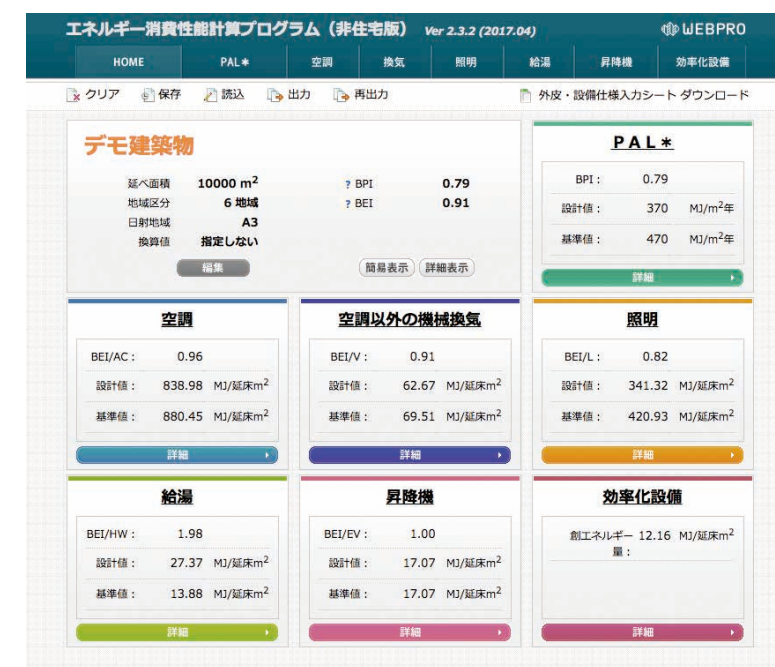 エネルギー消費性能計算プログラム（非住宅版） Ver 2.3.2 (2017.04) WEBPRO
HOME PAL＊ 空調 換気 照明 給湯 昇降機 効率化設備
クリア 保存 読込 出力 再出力 外皮・設備仕様入力シート ダウンロード
デモ建築物
延べ面積 10000 m2
地域区分 6 地域
日射地域 A3
換算値 指定しない
編集
? BPI 0.79
? BEI 0.91
簡易表示 詳細表示
PAL＊
BPI： 0.79
設計値： 370 MJ/m2年
基準値： 470 MJ/m2年
詳細
空調
BEI/AC： 0.96
設計値： 838.98 MJ/延床m2
基準値： 880.45 MJ/延床m2
詳細
空調以外の機械換気
BEI/V： 0.91
設計値： 62.67 MJ/延床m2
基準値： 69.51 MJ/延床m2
詳細
照明
BEI/L： 0.82
設計値： 341.32 MJ/延床m2
基準値： 420.93 MJ/延床m2
詳細
給湯
BEI/HW： 1.98
設計値： 27.37 MJ/延床m2
基準値： 13.88 MJ/延床m2
詳細
昇降機
BEI/EV： 1.00
設計値： 17.07 MJ/延床m2
基準値： 17.07 MJ/延床m2
詳細
効率化設備
創エネルギー 12.16 MJ/延床m2
量：
詳細